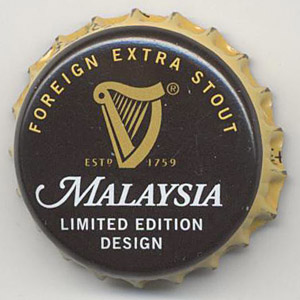 FOREIGN EXTRA STOUT
®
ESTD 1759
MALAYSIA
LIMITED EDITION
DESIGN